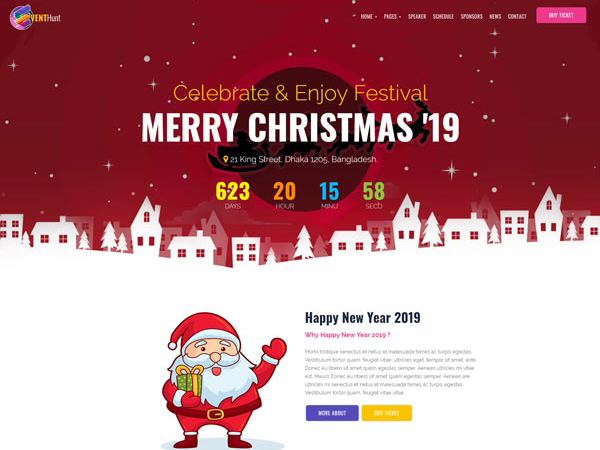 EVENTHunt
HOME PAGES SPEAKER SCHEDULE SPONSORS NEWS CONTACT BUY TICKET
Celebrate & Enjoy Festival
MERRY CHRISTMAS '19
21 King Street, Dhaka 1205, Bangladesh.
623 20 15 58
DAYS HOUR MINU SECO
Happy New Year 2019
Why Happy New Year 2019 ?
Morbi tristique senectus et netus et malesuada fames ac turpis egestas.
Vestibulum tortor quam, feugiat vitae, ultricies eget, tempor sit amet, ante.
Donec eu libero sit amet quam egestas semper. Aenean ultricies mi vitae
est. Mauris Donec eu libero sit amet quam egestas semper. Aenean are
ultricies mi senectus et netus et malesuada fames ac turpis egestas.
Vestibulum tortor quam, feugiat vitae.
MORE ABOUT BUY TICKET